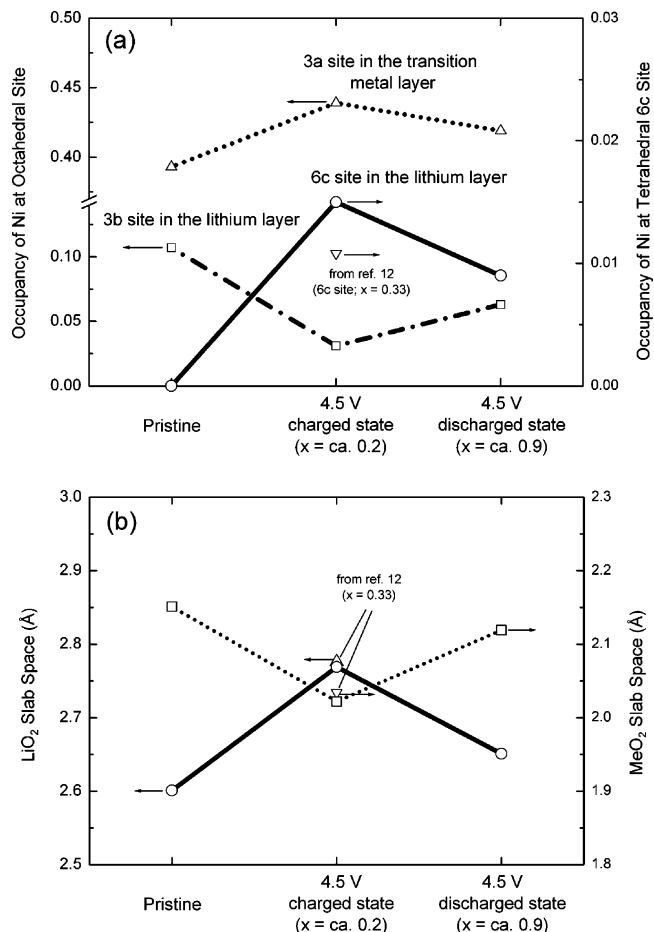 (a)
0.50
0.45
0.40
0.10
0.05
0.00
Occupancy of Ni at Octahedral Site
0.03
0.02
0.01
0.00
Occupancy of Ni at Tetrahedral 6c Site
3a site in the transition
metal layer
6c site in the lithium layer
3b site in the lithium layer
from ref. 12
(6c site; x = 0.33)
Pristine
4.5 V
charged state
(x = ca. 0.2)
4.5 V
discharged state
(x = ca. 0.9)
(b)
3.0
2.9
2.8
2.7
2.6
2.5
LiO₂ Slab Space (Å)
2.3
2.2
2.1
2.0
1.9
1.8
MeO₂ Slab Space (Å)
from ref. 12
(x = 0.33)
Pristine
4.5 V
charged state
(x = ca. 0.2)
4.5 V
discharged state
(x = ca. 0.9)